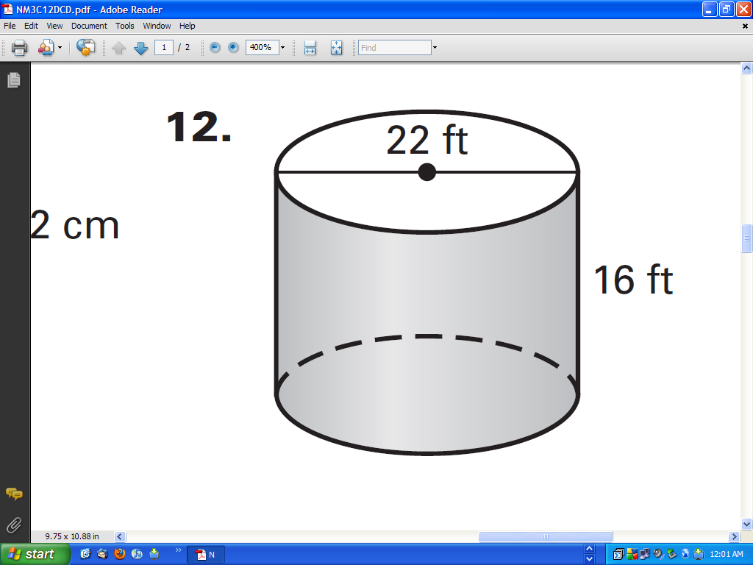 NM3C12DCD.pdf - Adobe Reader
File Edit View Document Tools Window Help
1 / 2 400% Find
12.
22 ft
2 cm
16 ft
9.75 x 10.88 in
start N 12:01 AM